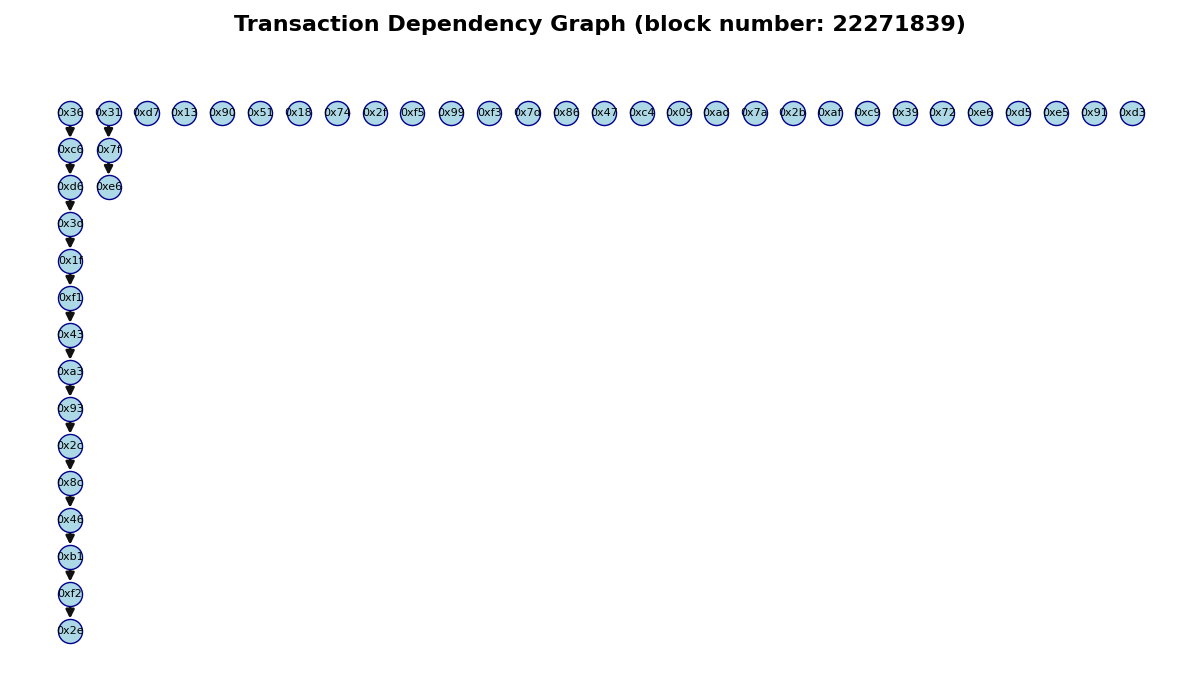 Transaction Dependency Graph (block number: 22271839)
0x36 0x31 0xd7 0x13 0x90 0x51 0x18 0x74 0x2f 0xf5 0x99 0xf3 0x7d 0x86 0x47 0xc4 0x09 0xad 0x7a 0x2b 0xaf 0xc9 0x39 0x72 0xe6 0xd5 0xe5 0x91 0xd3
0xc6 0x7f
0xd6 0xe6
0x3d
0x1f
0xf1
0x43
0xa3
0x93
0x46
0xb1
0xf2
0x2e